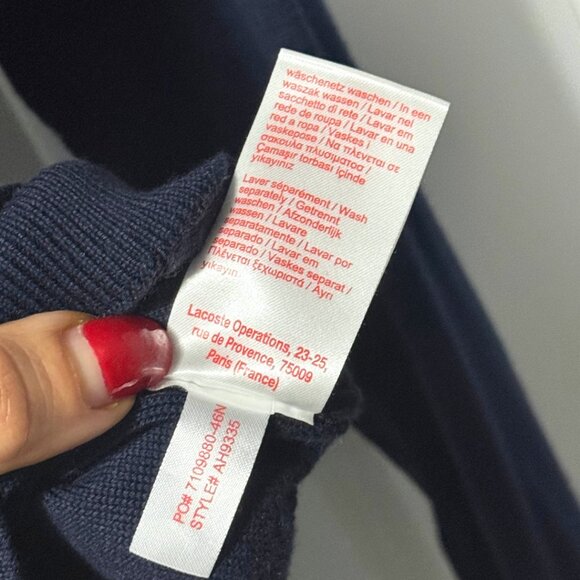 wäschenetz waschen / In een
waszak wassen / Lavar nel
sacchetto di rete / Lavar em
rede de roupa / Lavar en una
red a ropa / Vaskes i
vaskepose / Να πλένεται σε
σακουλα πλυσιματοσ /
Çamaşır torbası içinde
yıkayınız
Laver séparément / Wash
separately / Getrennt
waschen / Afzonderlijk
wassen / Lavare
separatamente / Lavar por
separado / Lavar em
separado / Vaskes separat /
Πλένεται ξεχωριστά / Ayrı
yıkayın
Lacoste Operations, 23-25,
rue de Provence, 75009
Paris (France)
PO# 7109880-46N
STYLE# AH9335